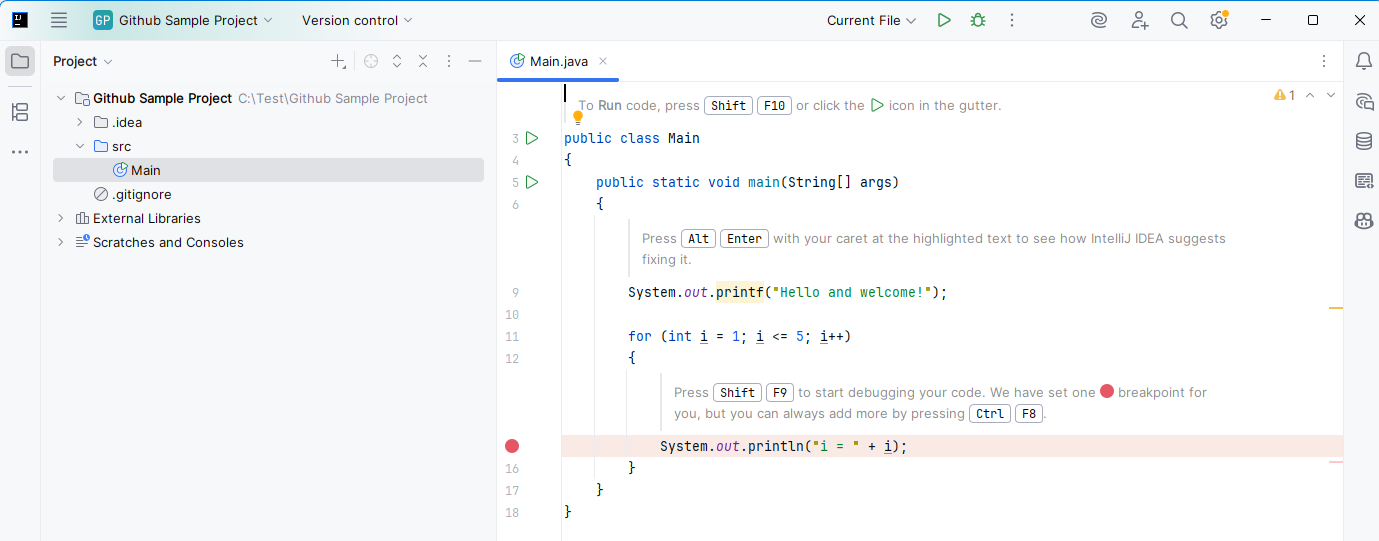 IJ GP Github Sample Project Version control Current File
Project
Main.java
Github Sample Project C:\Test\Github Sample Project
.idea
src
Main
.gitignore
External Libraries
Scratches and Consoles
To Run code, press Shift F10 or click the icon in the gutter.
1
3 public class Main
4 {
5 public static void main(String[] args)
6 {
Press Alt Enter with your caret at the highlighted text to see how IntelliJ IDEA suggests
fixing it.
9 System.out.printf("Hello and welcome!");
10
11 for (int i = 1; i <= 5; i++)
12 {
Press Shift F9 to start debugging your code. We have set one breakpoint for
you, but you can always add more by pressing Ctrl F8.
System.out.println("i = " + i);
16 }
17 }
18 }